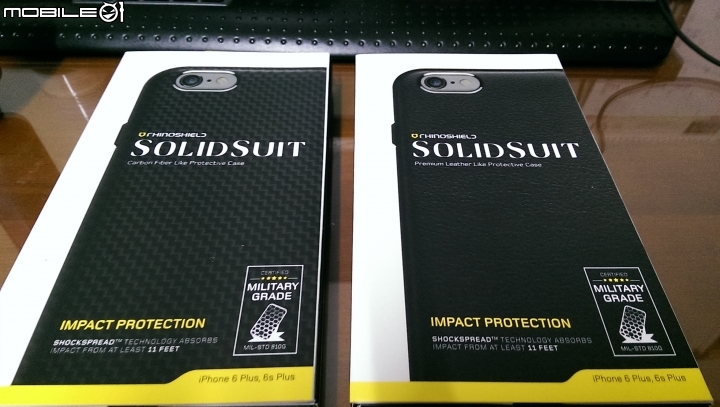 MOBILE01
RHINOSHIELD
SOLIDSUIT
Carbon Fiber Like Protective Case
CERTIFIED
MILITARY
GRADE
MIL-STD 810G
IMPACT PROTECTION
SHOCKSPREAD™ TECHNOLOGY ABSORBS
IMPACT FROM AT LEAST 11 FEET
iPhone 6 Plus, 6s Plus
RHINOSHIELD
SOLIDSUIT
Premium Leather Like Protective Case
CERTIFIED
MILITARY
GRADE
MIL-STD 810G
IMPACT PROTECTION
SHOCKSPREAD™ TECHNOLOGY ABSORBS
IMPACT FROM AT LEAST 11 FEET
iPhone 6 Plus, 6s Plus